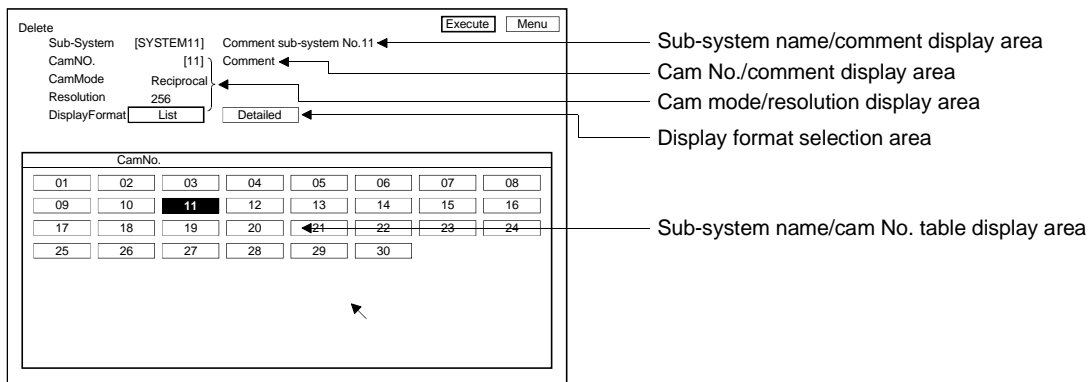 Delete
Execute Menu
Sub-System [SYSTEM11] Comment sub-system No.11
CamNO. [11] Comment
CamMode Reciprocal
Resolution 256
DisplayFormat List Detailed
CamNo.
01 02 03 04 05 06 07 08
09 10 11 12 13 14 15 16
17 18 19 20 21 22 23 24
25 26 27 28 29 30
Sub-system name/comment display area
Cam No./comment display area
Cam mode/resolution display area
Display format selection area
Sub-system name/cam No. table display area